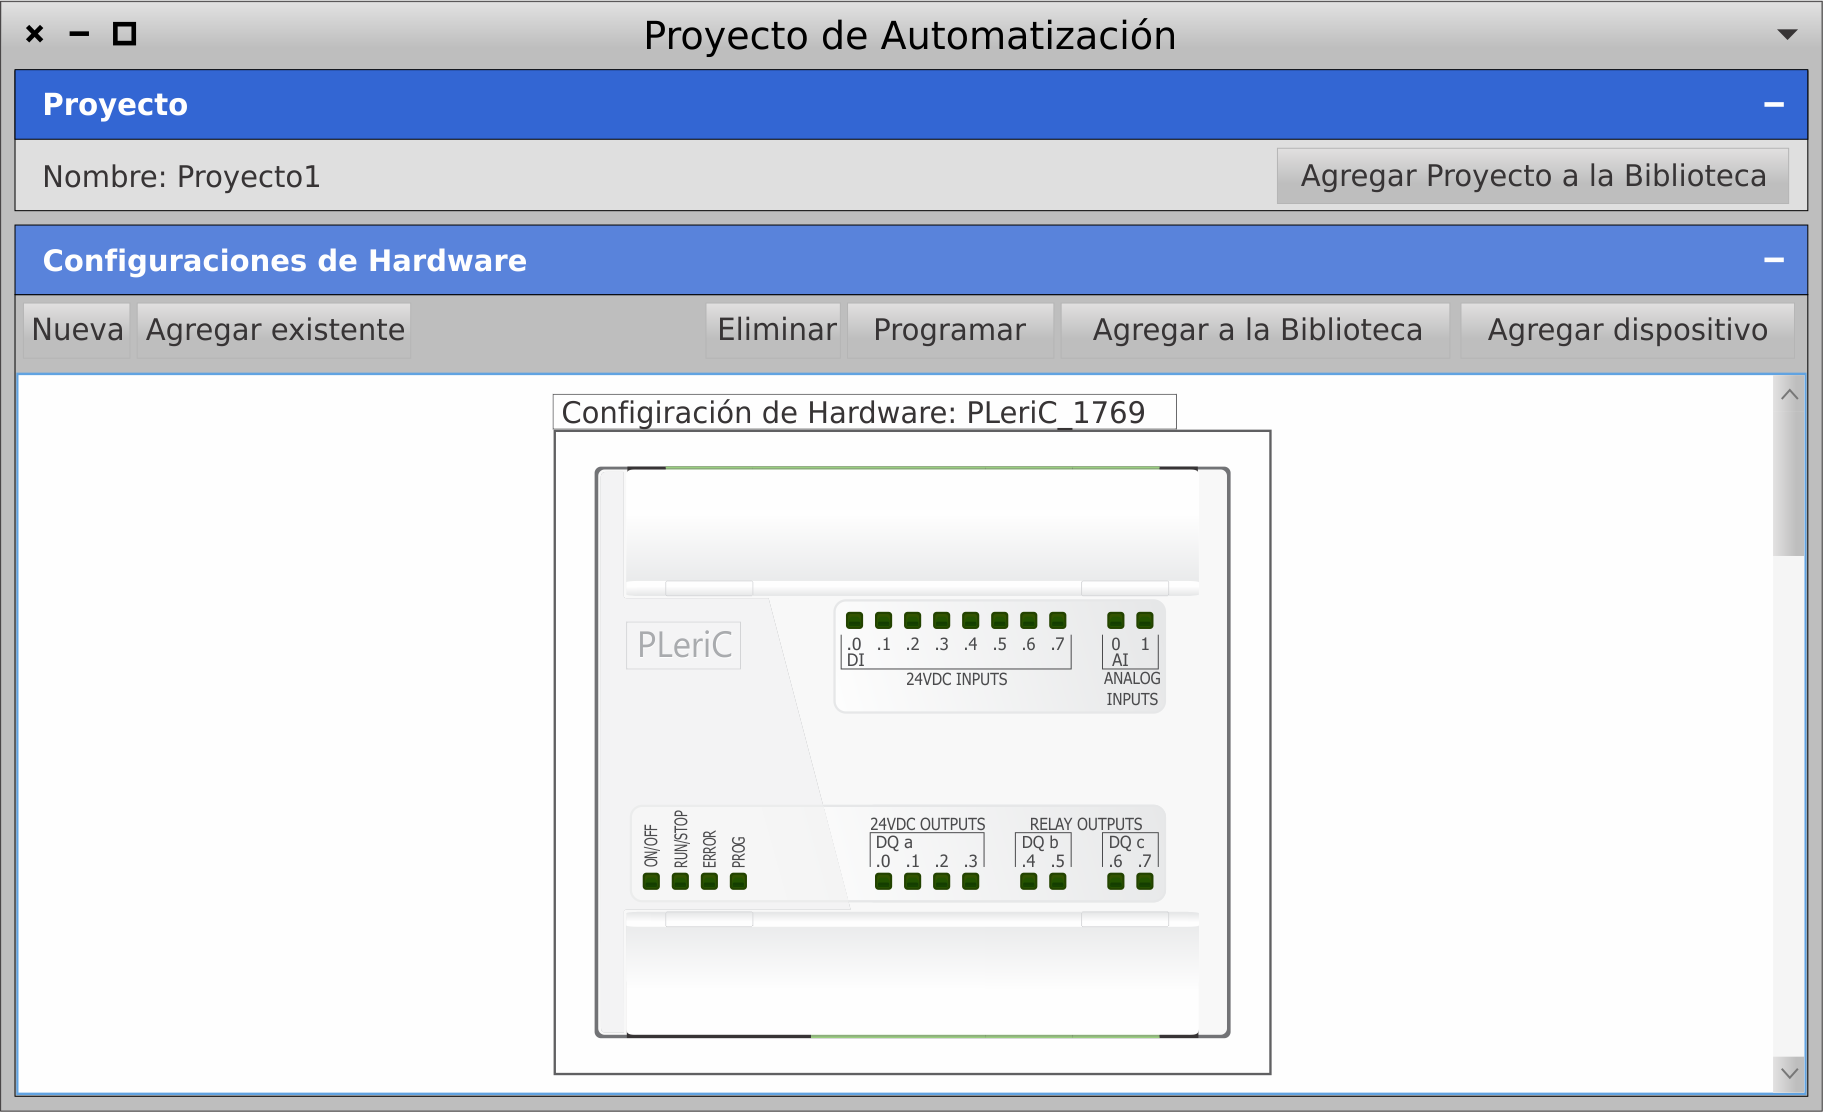 Proyecto de Automatización
Proyecto
Nombre: Proyecto1
Agregar Proyecto a la Biblioteca
Configuraciones de Hardware
Nueva
Agregar existente
Eliminar
Programar
Agregar a la Biblioteca
Agregar dispositivo
Configiración de Hardware: PLeriC_1769
PLeriC
.0 .1 .2 .3 .4 .5 .6 .7
DI
24VDC INPUTS
0 1
AI
ANALOG
INPUTS
ON/OFF
RUN/STOP
ERROR
PROG
24VDC OUTPUTS
DQ a
.0 .1 .2 .3
RELAY OUTPUTS
DQ b
.4 .5
DQ c
.6 .7